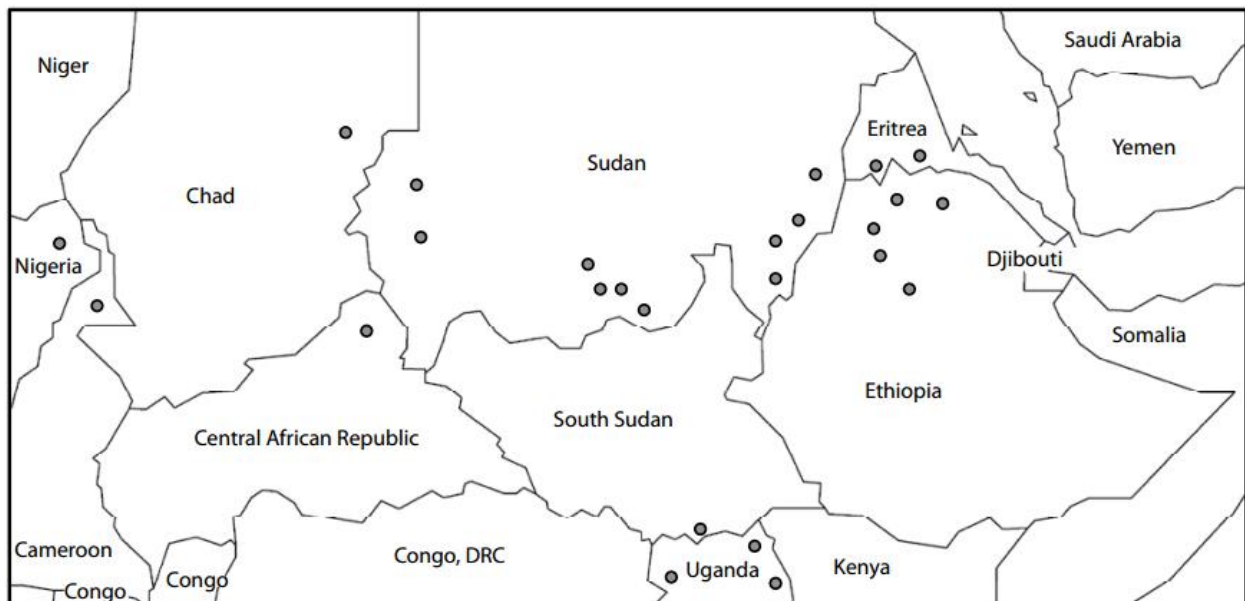 Saudi Arabia
Niger
Eritrea
Yemen
Sudan
Chad
Nigeria
Djibouti
Somalia
Ethiopia
South Sudan
Central African Republic
Cameroon
Congo, DRC
Kenya
Uganda
Congo
Congo